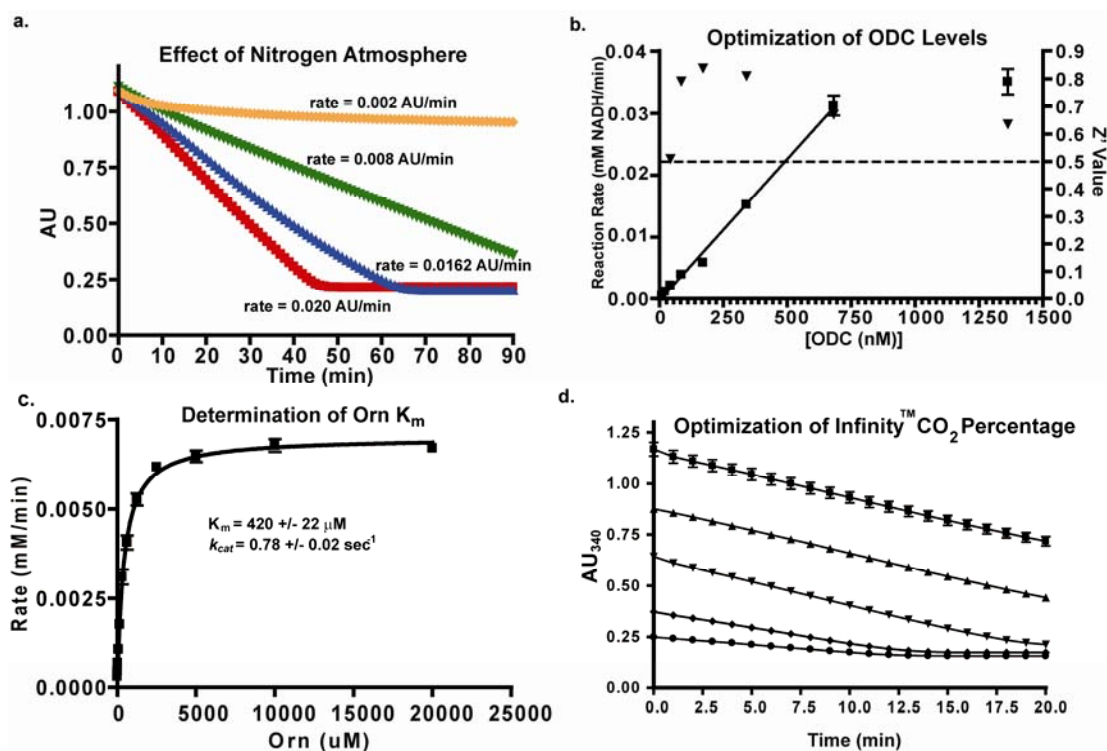 a.
Effect of Nitrogen Atmosphere
1.00
0.75
0.50
0.25
0.00
AU
rate = 0.002 AU/min
rate = 0.008 AU/min
rate = 0.0162 AU/min
rate = 0.020 AU/min
0 10 20 30 40 50 60 70 80 90
Time (min)
b.
Optimization of ODC Levels
0.04
0.03
0.02
0.01
0.00
Reaction Rate (mM NADH/min)
0.9
0.8
0.7
0.6
0.5
0.4
0.3
0.2
0.1
0.0
Z' Value
0 250 500 750 1000 1250 1500
[ODC (nM)]
c.
Determination of Orn Km
0.0075
0.0050
0.0025
0.0000
Rate (mM/min)
Km = 420 +/- 22 μM
kcat = 0.78 +/- 0.02 sec-1
0 5000 10000 15000 20000 25000
Orn (uM)
d.
Optimization of Infinity™ CO2 Percentage
1.25
1.00
0.75
0.50
0.25
0.00
AU340
0.0 2.5 5.0 7.5 10.0 12.5 15.0 17.5 20.0
Time (min)